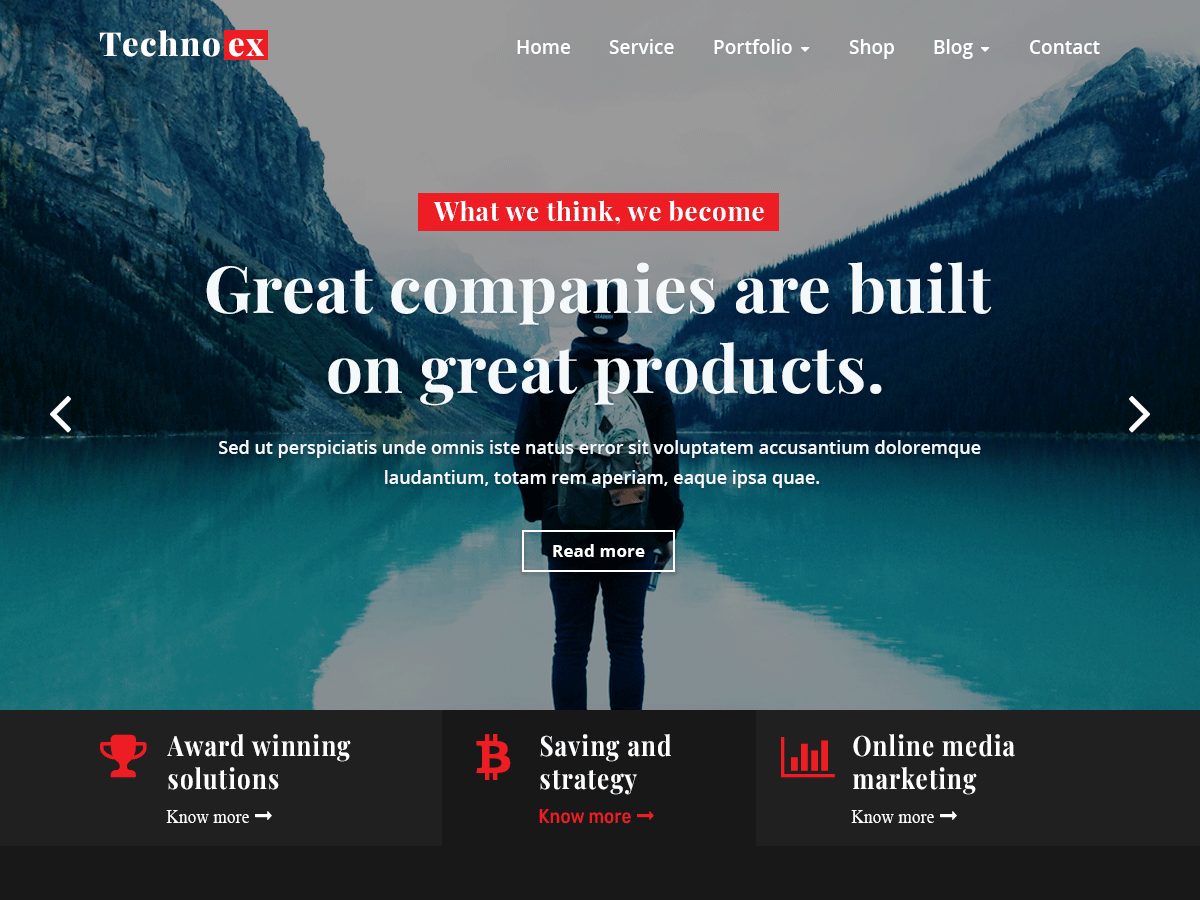 Techno ex
Home Service Portfolio Shop Blog Contact
What we think, we become
Great companies are built
on great products.
Sed ut perspiciatis unde omnis iste natus error sit voluptatem accusantium doloremque
laudantium, totam rem aperiam, eaque ipsa quae.
Read more
Award winning
solutions
Know more
Saving and
strategy
Know more
Online media
marketing
Know more